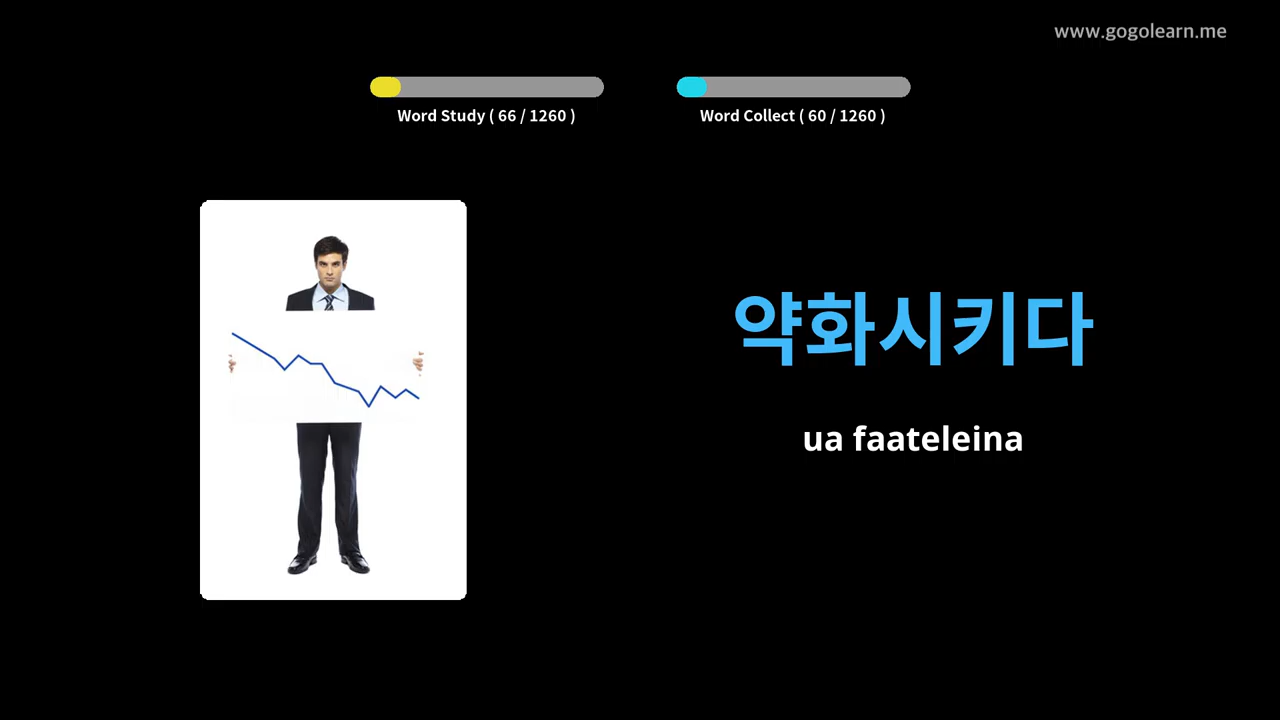 www.gogolearn.me
Word Study ( 66 / 1260 )
Word Collect ( 60 / 1260 )
약화시키다
ua faateleina